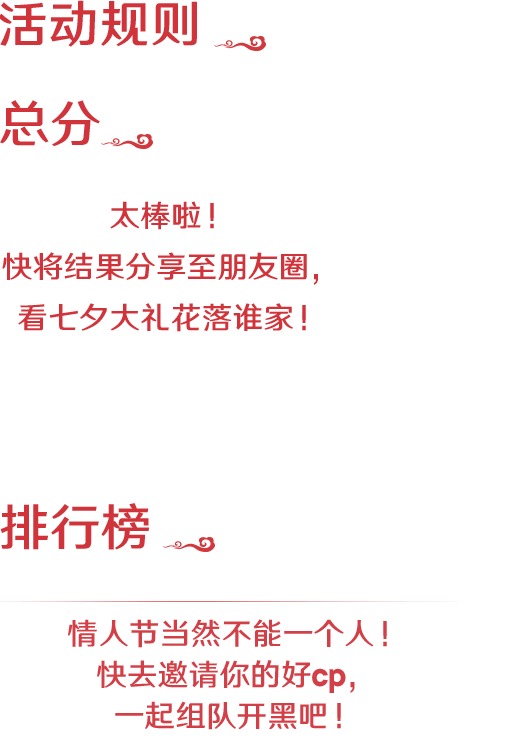 活动规则
总分
太棒啦！
快将结果分享至朋友圈，
看七夕大礼花落谁家！
排行榜
情人节当然不能一个人！
快去邀请你的好cp，
一起组队开黑吧！